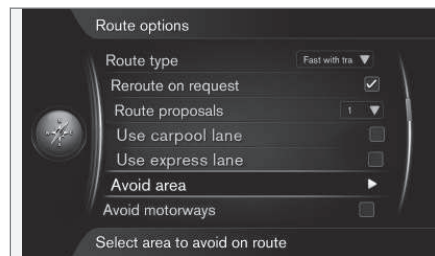 Route options
Route type Fast with tra
Reroute on request
Route proposals 1
Use carpool lane
Use express lane
Avoid area
Avoid motorways
Select area to avoid on route